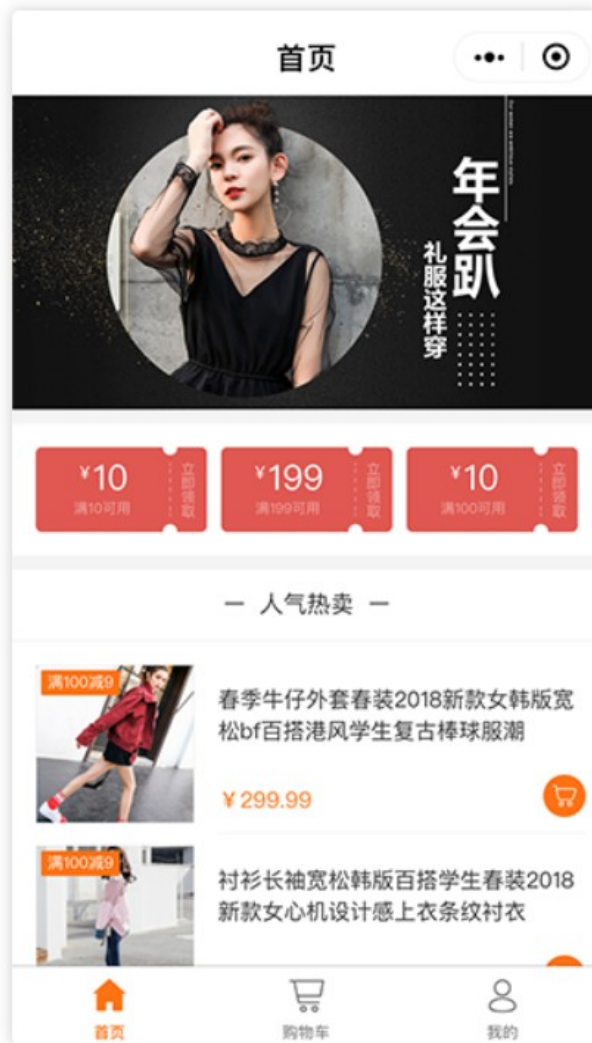 首页
年会趴
礼服这样穿
¥10
满10可用
立即领取
¥199
满199可用
立即领取
¥10
满100可用
立即领取
— 人气热卖 —
满100减9
春季牛仔外套春装2018新款女韩版宽
松bf百搭港风学生复古棒球服潮
¥299.99
满100减9
衬衫长袖宽松韩版百搭学生春装2018
新款女心机设计感上衣条纹衬衣
首页
购物车
我的